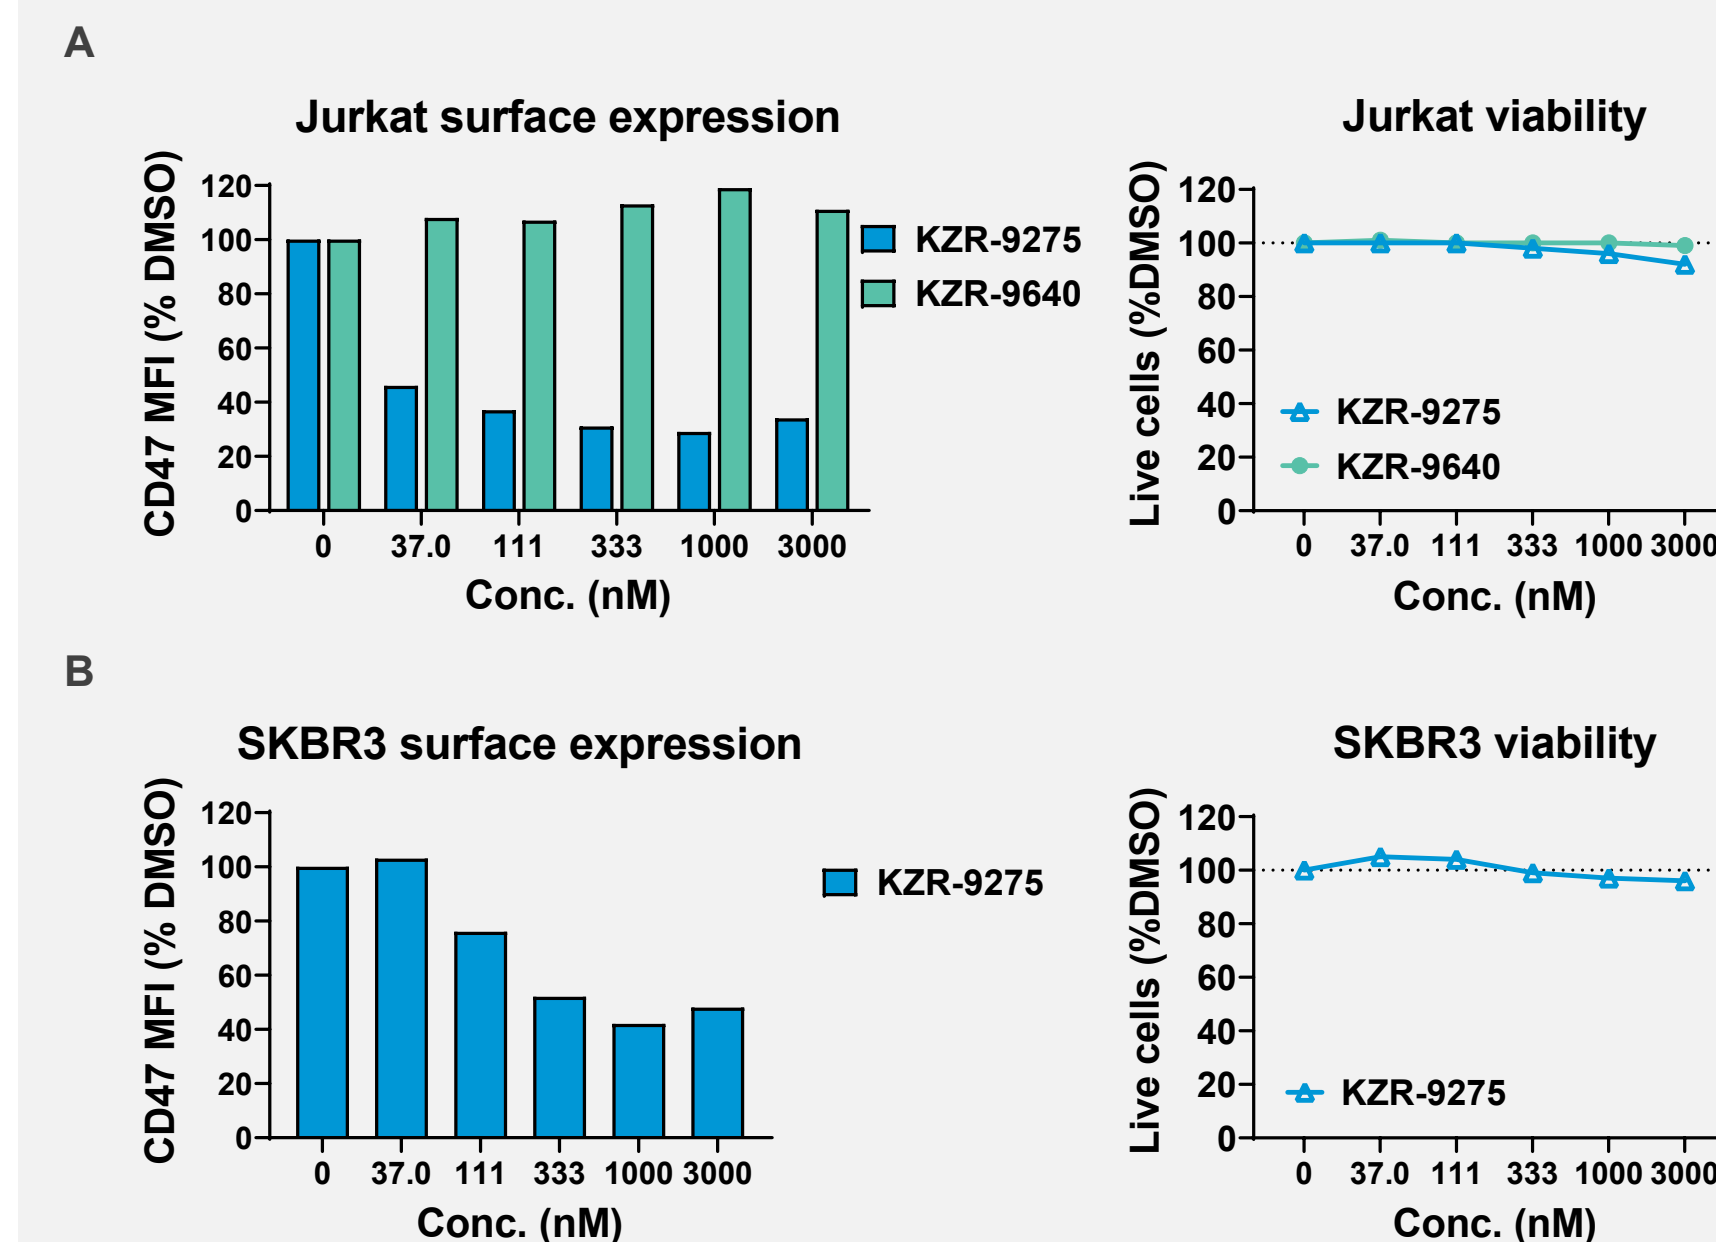 A
Jurkat surface expression
CD47 MFI (% DMSO)
120
100
80
60
40
20
0
0 37.0 111 333 1000 3000
Conc. (nM)
KZR-9275
KZR-9640
Jurkat viability
Live cells (%DMSO)
120
100
80
60
40
20
0
KZR-9275
KZR-9640
0 37.0 111 333 1000 3000
Conc. (nM)
B
SKBR3 surface expression
CD47 MFI (% DMSO)
120
100
80
60
40
20
0
0 37.0 111 333 1000 3000
Conc. (nM)
KZR-9275
SKBR3 viability
Live cells (%DMSO)
120
100
80
60
40
20
0
KZR-9275
0 37.0 111 333 1000 3000
Conc. (nM)